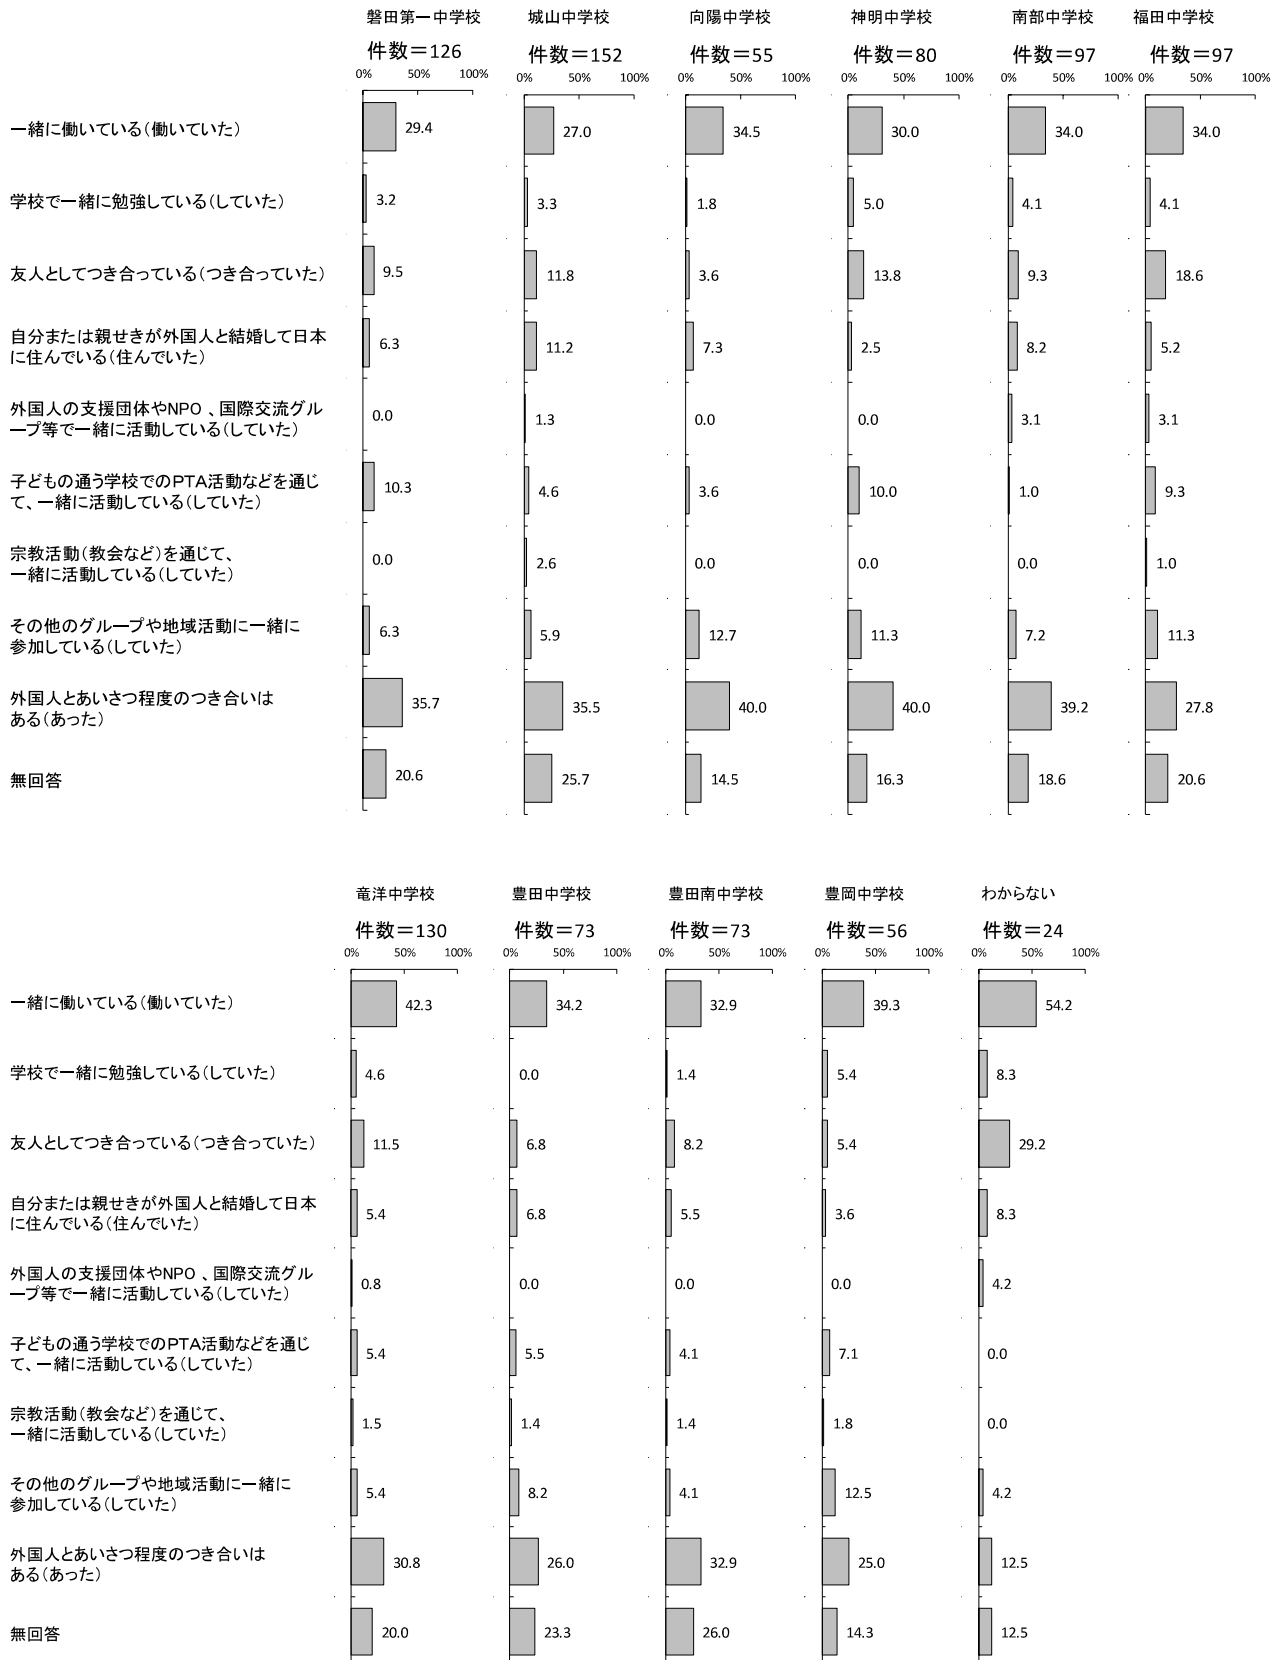 磐田第一中学校 城山中学校 向陽中学校 神明中学校 南部中学校 福田中学校
件数＝126 件数＝152 件数＝55 件数＝80 件数＝97 件数＝97
0% 50% 100% 0% 50% 100% 0% 50% 100% 0% 50% 100% 0% 50% 100% 0% 50% 100%
一緒に働いている（働いていた） 29.4 27.0 34.5 30.0 34.0 34.0
学校で一緒に勉強している（していた） 3.2 3.3 1.8 5.0 4.1 4.1
友人としてつき合っている（つき合っていた） 9.5 11.8 3.6 13.8 9.3 18.6
自分または親せきが外国人と結婚して日本
に住んでいる（住んでいた） 6.3 11.2 7.3 2.5 8.2 5.2
外国人の支援団体やNPO 、国際交流グル
ープ等で一緒に活動している（していた） 0.0 1.3 0.0 0.0 3.1 3.1
子どもの通う学校でのPTA活動などを通じ
て、一緒に活動している（していた） 10.3 4.6 3.6 10.0 1.0 9.3
宗教活動（教会など）を通じて、
一緒に活動している（していた） 0.0 2.6 0.0 0.0 0.0 1.0
その他のグループや地域活動に一緒に
参加している（していた） 6.3 5.9 12.7 11.3 7.2 11.3
外国人とあいさつ程度のつき合いは
ある（あった） 35.7 35.5 40.0 40.0 39.2 27.8
無回答 20.6 25.7 14.5 16.3 18.6 20.6
竜洋中学校 豊田中学校 豊田南中学校 豊岡中学校 わからない
件数＝130 件数＝73 件数＝73 件数＝56 件数＝24
0% 50% 100% 0% 50% 100% 0% 50% 100% 0% 50% 100% 0% 50% 100%
一緒に働いている（働いていた） 42.3 34.2 32.9 39.3 54.2
学校で一緒に勉強している（していた） 4.6 0.0 1.4 5.4 8.3
友人としてつき合っている（つき合っていた） 11.5 6.8 8.2 5.4 29.2
自分または親せきが外国人と結婚して日本
に住んでいる（住んでいた） 5.4 6.8 5.5 3.6 8.3
外国人の支援団体やNPO 、国際交流グル
ープ等で一緒に活動している（していた） 0.8 0.0 0.0 0.0 4.2
子どもの通う学校でのPTA活動などを通じ
て、一緒に活動している（していた） 5.4 5.5 4.1 7.1 0.0
宗教活動（教会など）を通じて、
一緒に活動している（していた） 1.5 1.4 1.4 1.8 0.0
その他のグループや地域活動に一緒に
参加している（していた） 5.4 8.2 4.1 12.5 4.2
外国人とあいさつ程度のつき合いは
ある（あった） 30.8 26.0 32.9 25.0 12.5
無回答 20.0 23.3 26.0 14.3 12.5